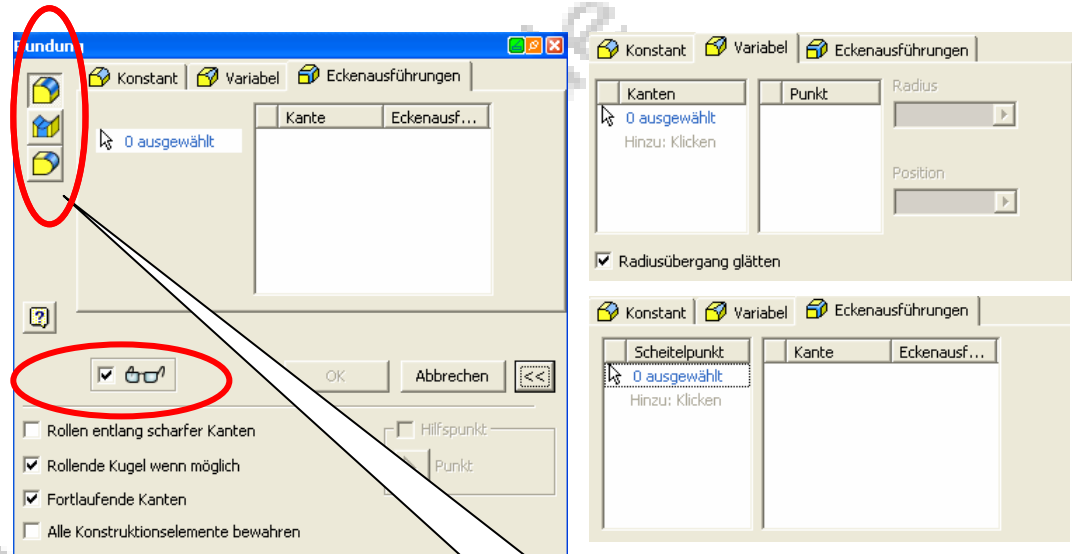 Rundung
Konstant
Variabel
Eckenausführungen
0 ausgewählt
Kante
Eckenausf...
OK
Abbrechen
<<
Rollen entlang scharfer Kanten
Rollende Kugel wenn möglich
Fortlaufende Kanten
Alle Konstruktionselemente bewahren
Hilfspunkt
Punkt
Konstant
Variabel
Eckenausführungen
Kanten
0 ausgewählt
Hinzu: Klicken
Punkt
Radius
Position
Radiusübergang glätten
Konstant
Variabel
Eckenausführungen
Scheitelpunkt
0 ausgewählt
Hinzu: Klicken
Kante
Eckenausf...